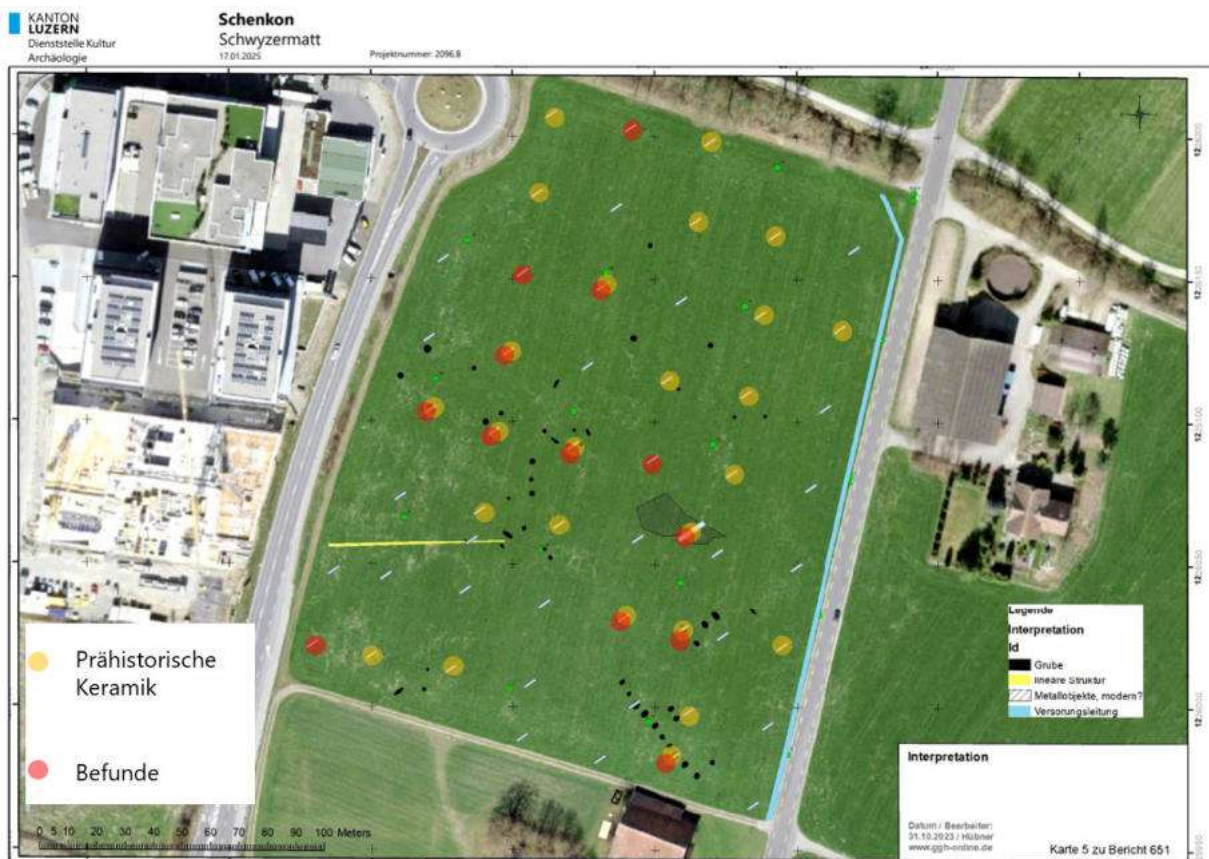 KANTON
LUZERN
Dienststelle Kultur
Archäologie
Schenkon
Schwyzermatt
17.01.2025
Projektnummer: 2096.B
Prähistorische
Keramik
Befunde
0 5 10 20 30 40 50 60 70 80 90 100 Meters
Legende
Interpretation
Id
Grube
lineare Struktur
Metallobjekte, modern?
Versorungsleitung
Interpretation
Datum / Bearbeiter:
31.10.2023 / Hübner
www.ggh-online.de
Karte 5 zu Bericht 651